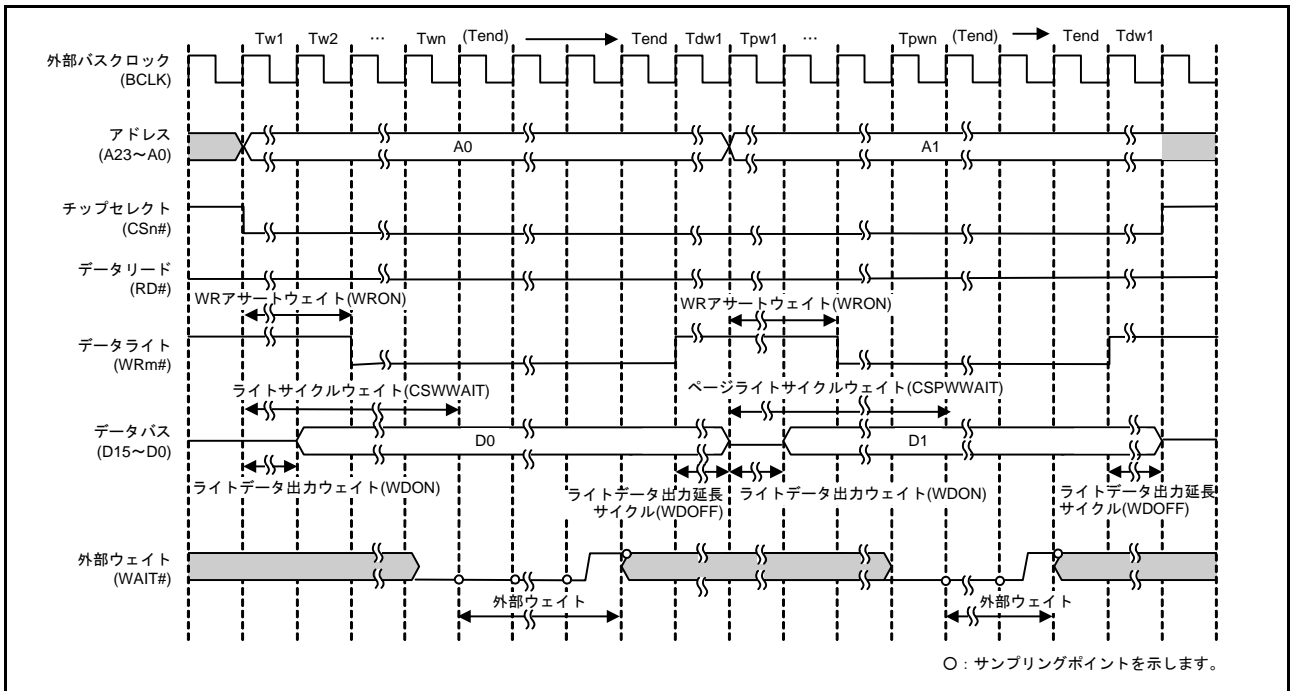 Tw1 Tw2 … Twn (Tend) Tend Tdw1 Tpw1 … Tpwn (Tend) Tend Tdw1
外部バスクロック
(BCLK)
アドレス
(A23～A0)
A0 A1
チップセレクト
(CSn#)
データリード
(RD#)
WRアサートウェイト(WRON) WRアサートウェイト(WRON)
データライト
(WRm#)
ライトサイクルウェイト(CSWWAIT) ページライトサイクルウェイト(CSPWWAIT)
データバス
(D15～D0)
D0 D1
ライトデータ出力ウェイト(WDON) ライトデータ出力延長
サイクル(WDOFF)
ライトデータ出力ウェイト(WDON) ライトデータ出力延長
サイクル(WDOFF)
外部ウェイト
(WAIT#)
外部ウェイト 外部ウェイト
○：サンプリングポイントを示します。